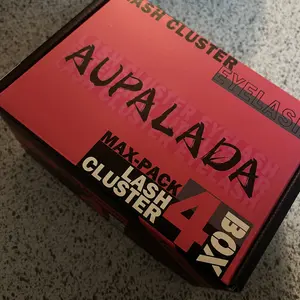 LASH CLUSTER
EYELASH
AUPALADA
MAX-PACK
LASH
CLUSTER
4
BOX